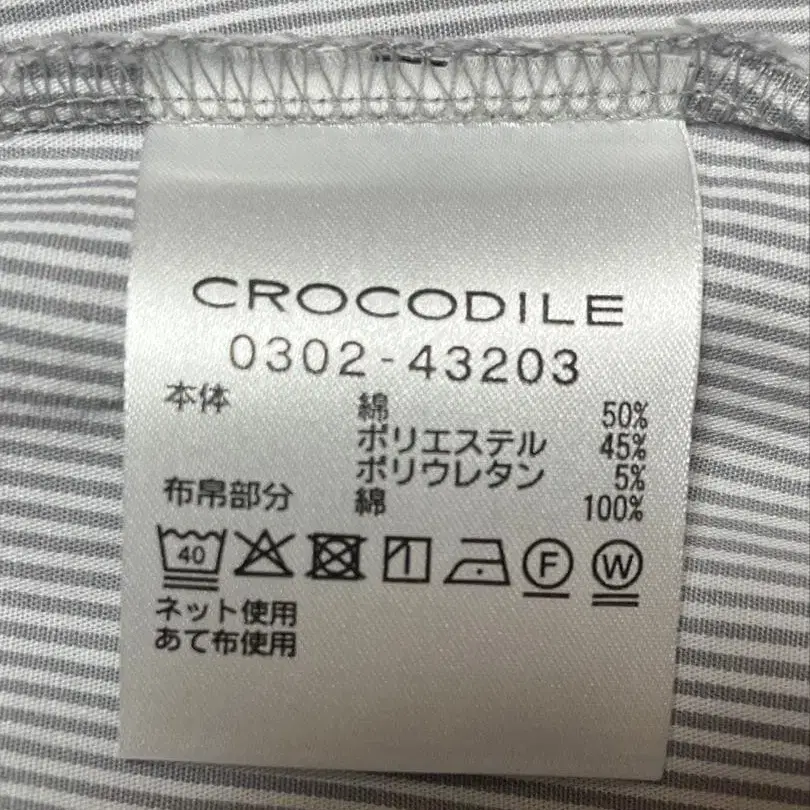 CROCODILE
0302-43203
本体 綿 50%
ポリエステル 45%
ポリウレタン 5%
布帛部分 綿 100%
40 F W
ネット使用
あて布使用